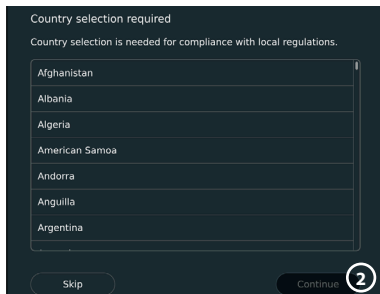 Country selection required
Country selection is needed for compliance with local regulations.
Afghanistan
Albania
Algeria
American Samoa
Andorra
Anguilla
Argentina
Skip
Continue
2